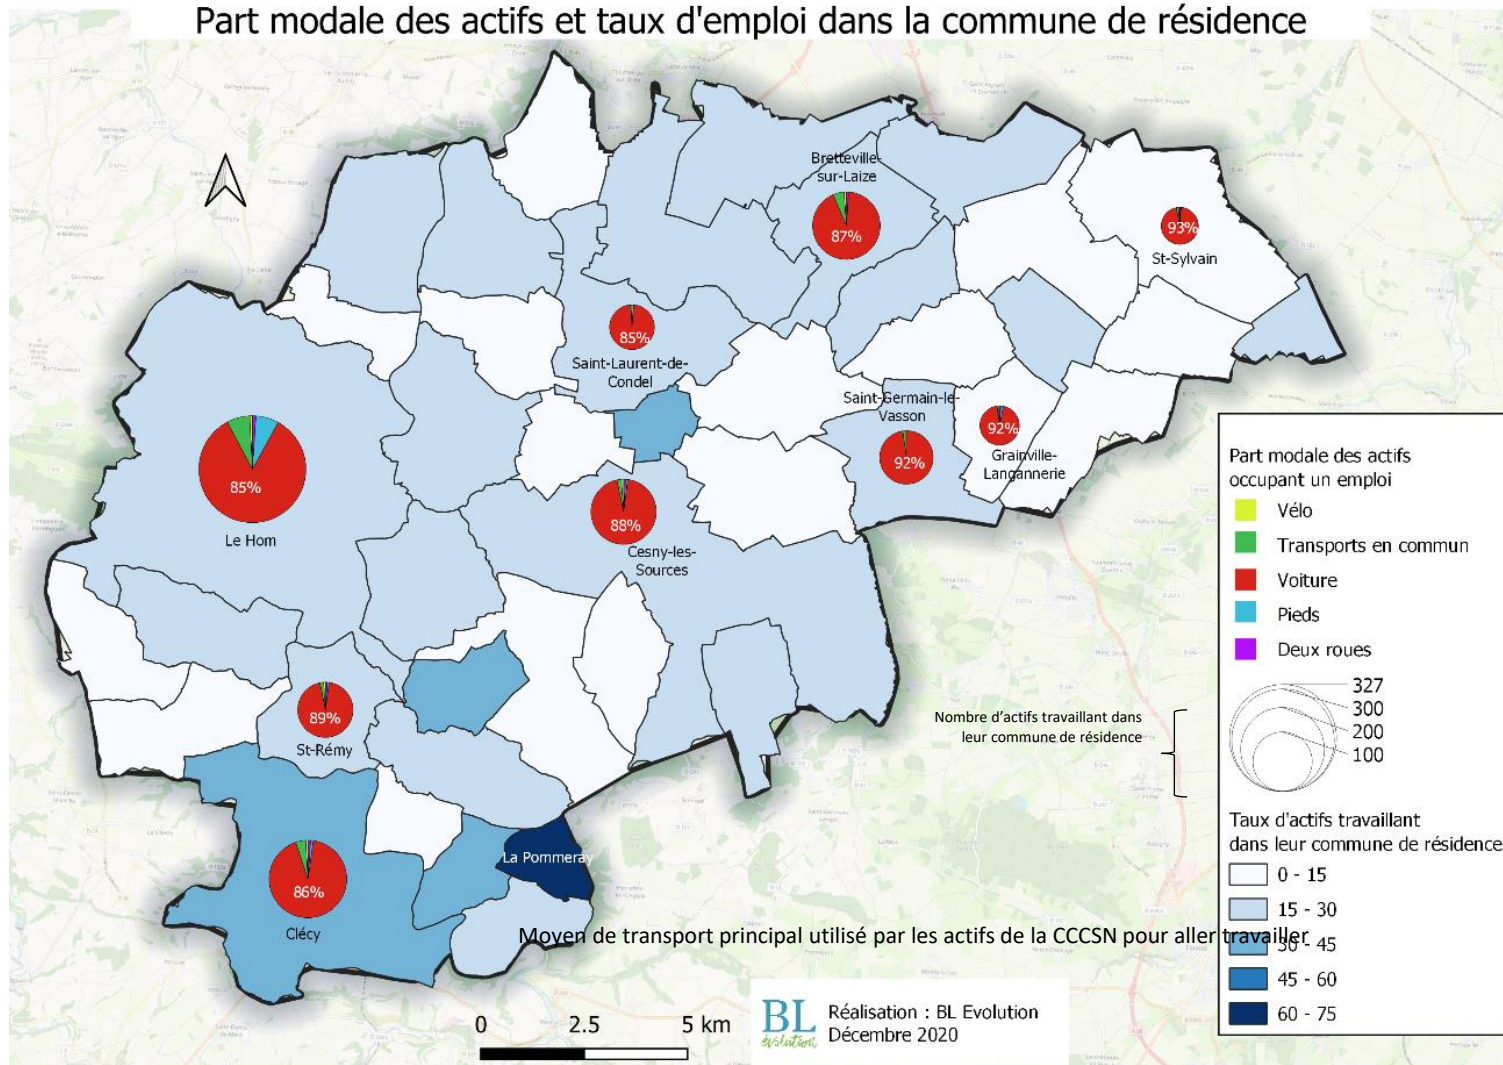 Part modale des actifs et taux d'emploi dans la commune de résidence
Bretteville-
sur-Laize
87%
93%
St-Sylvain
85%
Saint-Laurent-de-
Condel
Saint-Germain-le-
Vasson
92%
92%
Grainville-
Langannerie
85%
Le Hom
88%
Cesny-les-
Sources
89%
St-Rémy
La Pommeray
86%
Clécy
Moyen de transport principal utilisé par les actifs de la CCCSN pour aller travailler
Nombre d'actifs travaillant dans
leur commune de résidence
Part modale des actifs
occupant un emploi
Vélo
Transports en commun
Voiture
Pieds
Deux roues
327
300
200
100
Taux d'actifs travaillant
dans leur commune de résidence
0 - 15
15 - 30
30 - 45
45 - 60
60 - 75
0 2.5 5 km
BL
évolution
Réalisation : BL Evolution
Décembre 2020